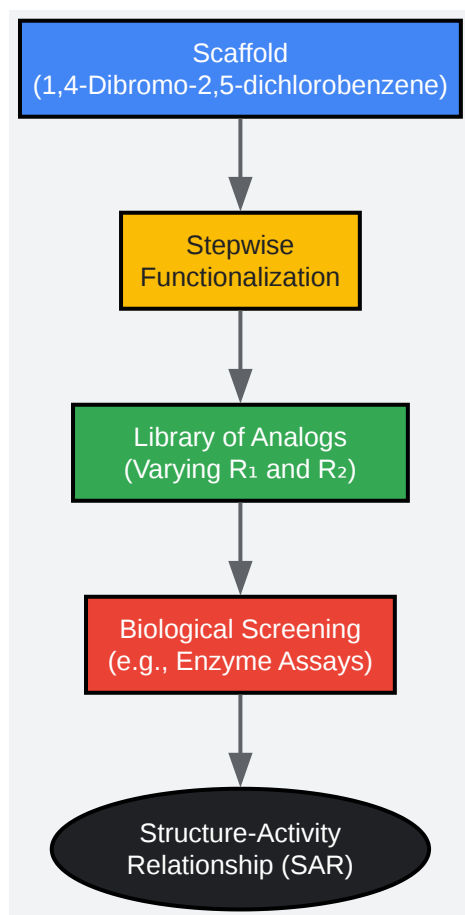 Scaffold
(1,4-Dibromo-2,5-dichlorobenzene)
Stepwise
Functionalization
Library of Analogs
(Varying R₁ and R₂)
Biological Screening
(e.g., Enzyme Assays)
Structure-Activity
Relationship (SAR)